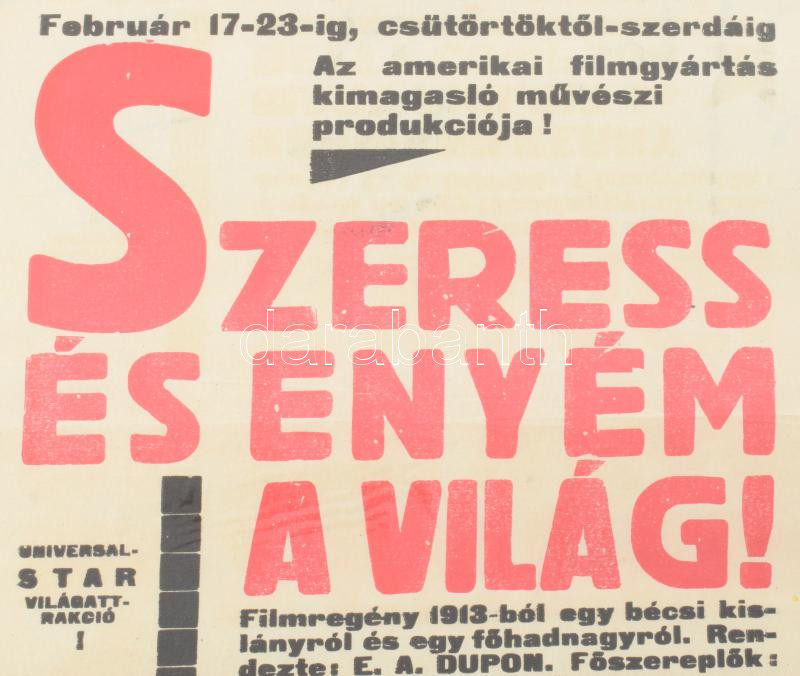 Február 17-23-ig, csütörtöktől-szerdáig
Az amerikai filmgyártás
kimagasló művészi
produkciója!
SZERESS
ÉS ENYÉM
A VILÁG!
UNIVERSAL-
STAR
VILÁGATT-
RAKCIÓ
!
Filmregény 1913-ból egy bécsi kis-
lányról és egy főhadnagyról. Ren-
dezte: E. A. DUPON. Főszereplők:
darabanth